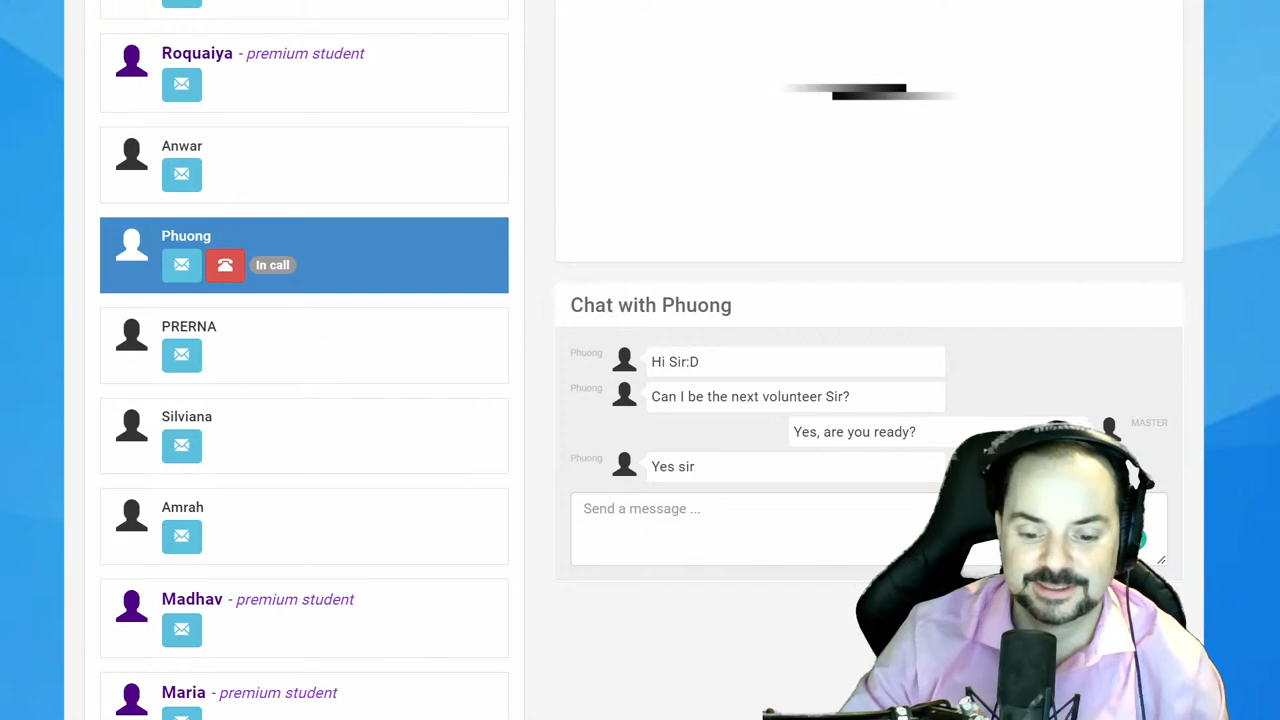 Roquaiya - premium student
Anwar
Phuong
In call
PRERNA
Silviana
Amrah
Madhav - premium student
Maria - premium student
Chat with Phuong
Phuong
Hi Sir:D
Phuong
Can I be the next volunteer Sir?
Yes, are you ready?
MASTER
Phuong
Yes sir
Send a message ...